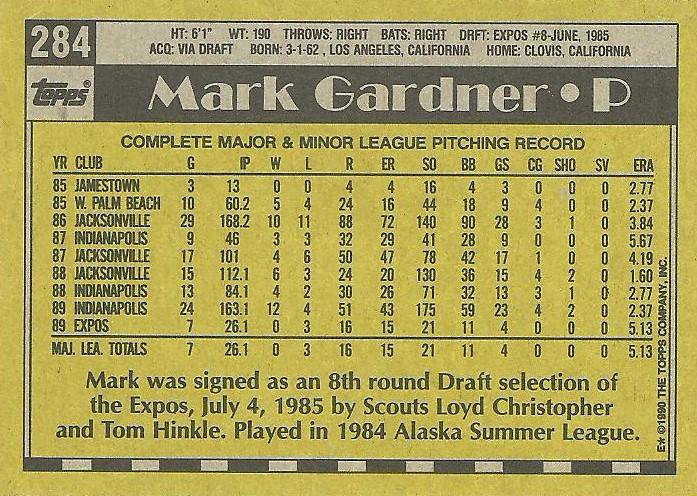 284
HT: 6'1" WT: 190 THROWS: RIGHT BATS: RIGHT DRFT: EXPOS #8-JUNE, 1985
ACQ: VIA DRAFT BORN: 3-1-62 , LOS ANGELES, CALIFORNIA HOME: CLOVIS, CALIFORNIA
TOPPS®
Mark Gardner • P
COMPLETE MAJOR & MINOR LEAGUE PITCHING RECORD
YR CLUB G IP W L R ER SO BB GS CG SHO SV ERA
85 JAMESTOWN 3 13 0 0 4 4 16 4 3 0 0 0 2.77
85 W. PALM BEACH 10 60.2 5 4 24 16 44 18 9 4 0 0 2.37
86 JACKSONVILLE 29 168.2 10 11 88 72 140 90 28 3 1 0 3.84
87 INDIANAPOLIS 9 46 3 3 32 29 41 28 9 0 0 0 5.67
87 JACKSONVILLE 17 101 4 6 50 47 78 42 17 1 0 0 4.19
88 JACKSONVILLE 15 112.1 6 3 24 20 130 36 15 4 2 0 1.60
88 INDIANAPOLIS 13 84.1 4 2 30 26 71 32 13 3 1 0 2.77
89 INDIANAPOLIS 24 163.1 12 4 51 43 175 59 23 4 2 0 2.37
89 EXPOS 7 26.1 0 3 16 15 21 11 4 0 0 0 5.13
MAJ. LEA. TOTALS 7 26.1 0 3 16 15 21 11 4 0 0 0 5.13
Mark was signed as an 8th round Draft selection of
the Expos, July 4, 1985 by Scouts Loyd Christopher
and Tom Hinkle. Played in 1984 Alaska Summer League.
E* ©1990 THE TOPPS COMPANY, INC.